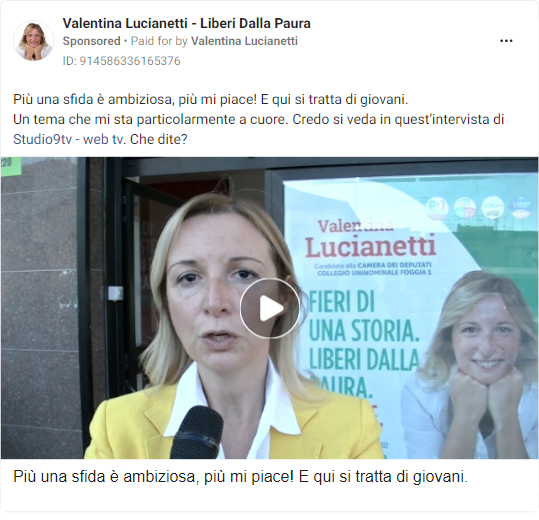 Valentina Lucianetti - Liberi Dalla Paura
Sponsored • Paid for by Valentina Lucianetti
ID: 914586336165376
Più una sfida è ambiziosa, più mi piace! E qui si tratta di giovani.
Un tema che mi sta particolarmente a cuore. Credo si veda in quest'intervista di
Studio9tv - web tv. Che dite?
220
Valentina
Lucianetti
Candidata alla CAMERA DEI DEPUTATI
COLLEGIO UNINOMINALE FOGGIA 1
FIERI DI
UNA STORIA.
LIBERI DALLA
PAURA.
Più una sfida è ambiziosa, più mi piace! E qui si tratta di giovani.